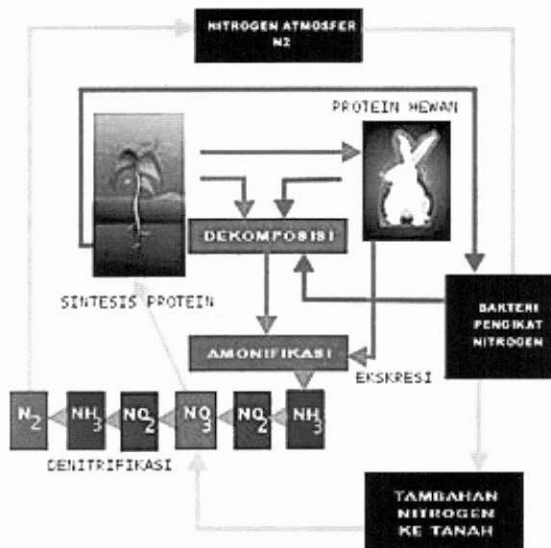 NITROGEN ATMOSFER
N2
PROTEIN HEWAN
DEKOMPOSISI
SINTESIS PROTEIN
BAKTERI
PENGIKAT
NITROGEN
AMONIFIKASI
EKSKRESI
N2 NH3 NO2 NO3 NO2 NH3
DENITRIFIKASI
TAMBAHAN
NITROGEN
KE TANAH